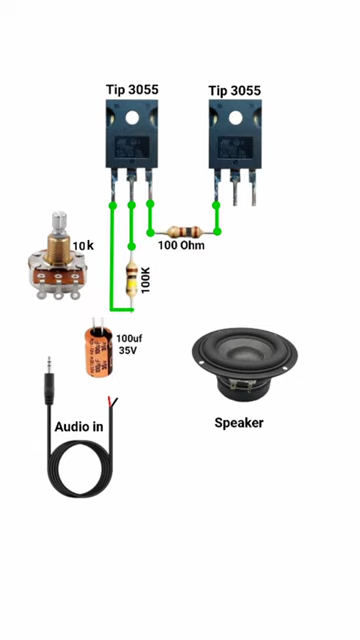 Tip 3055
Tip 3055
100 Ohm
10k
100K
100uf
35V
Audio in
Speaker